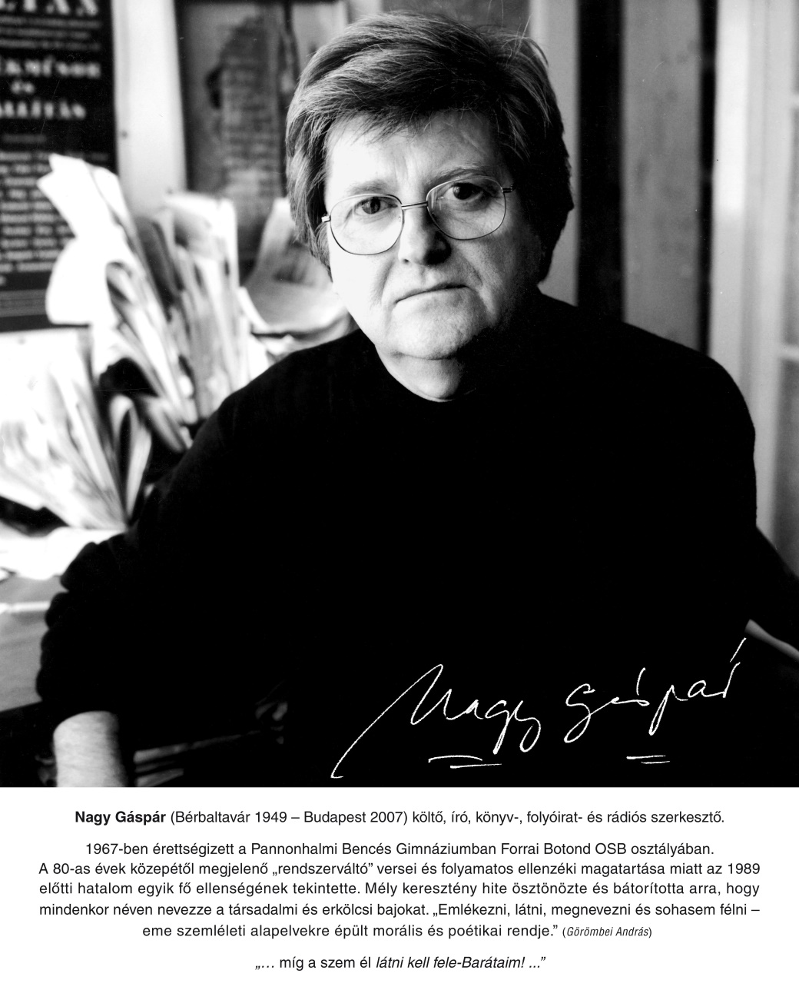 LTÁS
ÉKMŰSOR
és
ÁLLÍTÁS
Nagy Gáspár
Nagy Gáspár (Bérbaltavár 1949 – Budapest 2007) költő, író, könyv-, folyóirat- és rádiós szerkesztő.
1967-ben érettségizett a Pannonhalmi Bencés Gimnáziumban Forrai Botond OSB osztályában.
A 80-as évek közepétől megjelenő „rendszerváltó” versei és folyamatos ellenzéki magatartása miatt az 1989
előtti hatalom egyik fő ellenségének tekintette. Mély keresztény hite ösztönözte és bátorította arra, hogy
mindenkor néven nevezze a társadalmi és erkölcsi bajokat. „Emlékezni, látni, megnevezni és sohasem félni –
eme szemléleti alapelvekre épült morális és poétikai rendje.” (Görömbei András)
„… míg a szem él látni kell fele-Barátaim! ...”